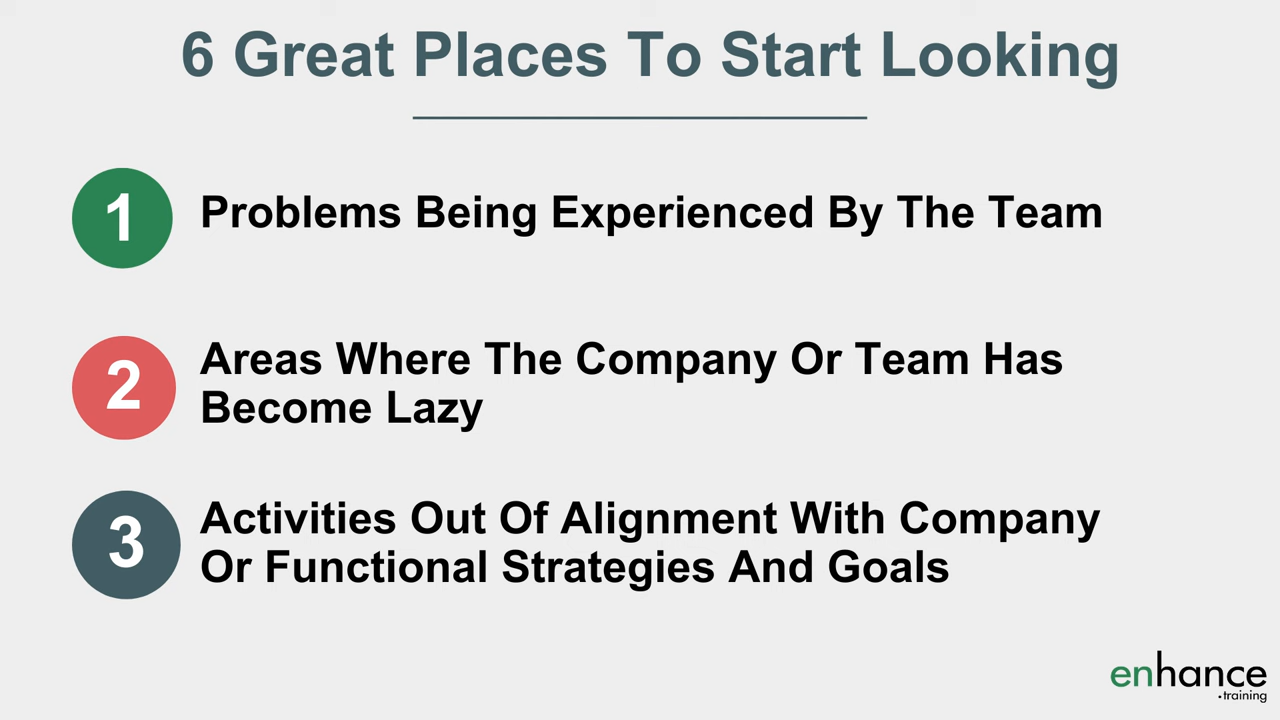 6 Great Places To Start Looking
1
Problems Being Experienced By The Team
2
Areas Where The Company Or Team Has
Become Lazy
3
Activities Out Of Alignment With Company
Or Functional Strategies And Goals
enhance
.training